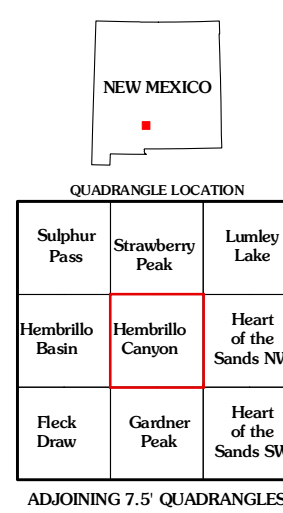 NEW MEXICO
QUADRANGLE LOCATION
Sulphur
Pass
Strawberry
Peak
Lumley
Lake
Hembrillo
Basin
Hembrillo
Canyon
Heart
of the
Sands NW
Fleck
Draw
Gardner
Peak
Heart
of the
Sands SW
ADJOINING 7.5' QUADRANGLES